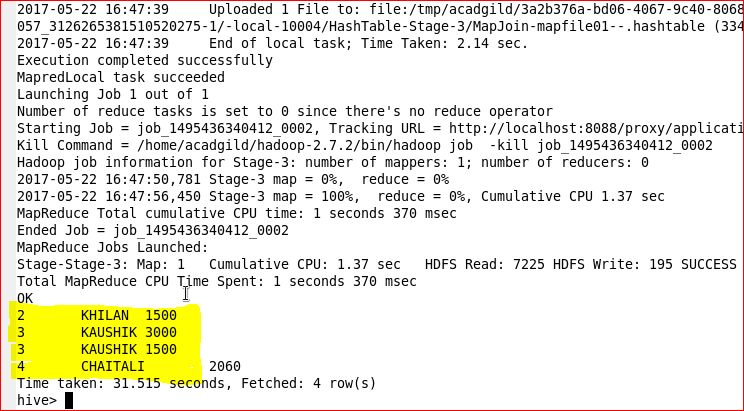 2017-05-22 16:47:39     Uploaded 1 File to: file:/tmp/acadgild/3a2b376a-bd06-4067-9c40-8068
057_3126265381510520275-1/-local-10004/HashTable-Stage-3/MapJoin-mapfile01--.hashtable (334
2017-05-22 16:47:39     End of local task; Time Taken: 2.14 sec.
Execution completed successfully
MapredLocal task succeeded
Launching Job 1 out of 1
Number of reduce tasks is set to 0 since there's no reduce operator
Starting Job = job_1495436340412_0002, Tracking URL = http://localhost:8088/proxy/applicati
Kill Command = /home/acadgild/hadoop-2.7.2/bin/hadoop job  -kill job_1495436340412_0002
Hadoop job information for Stage-3: number of mappers: 1; number of reducers: 0
2017-05-22 16:47:50,781 Stage-3 map = 0%,  reduce = 0%
2017-05-22 16:47:56,450 Stage-3 map = 100%,  reduce = 0%, Cumulative CPU 1.37 sec
MapReduce Total cumulative CPU time: 1 seconds 370 msec
Ended Job = job_1495436340412_0002
MapReduce Jobs Launched:
Stage-Stage-3: Map: 1   Cumulative CPU: 1.37 sec   HDFS Read: 7225 HDFS Write: 195 SUCCESS
Total MapReduce CPU Time Spent: 1 seconds 370 msec
OK
2       KHILAN  1500
3       KAUSHIK 3000
3       KAUSHIK 1500
4       CHAITALI        2060
Time taken: 31.515 seconds, Fetched: 4 row(s)
hive>